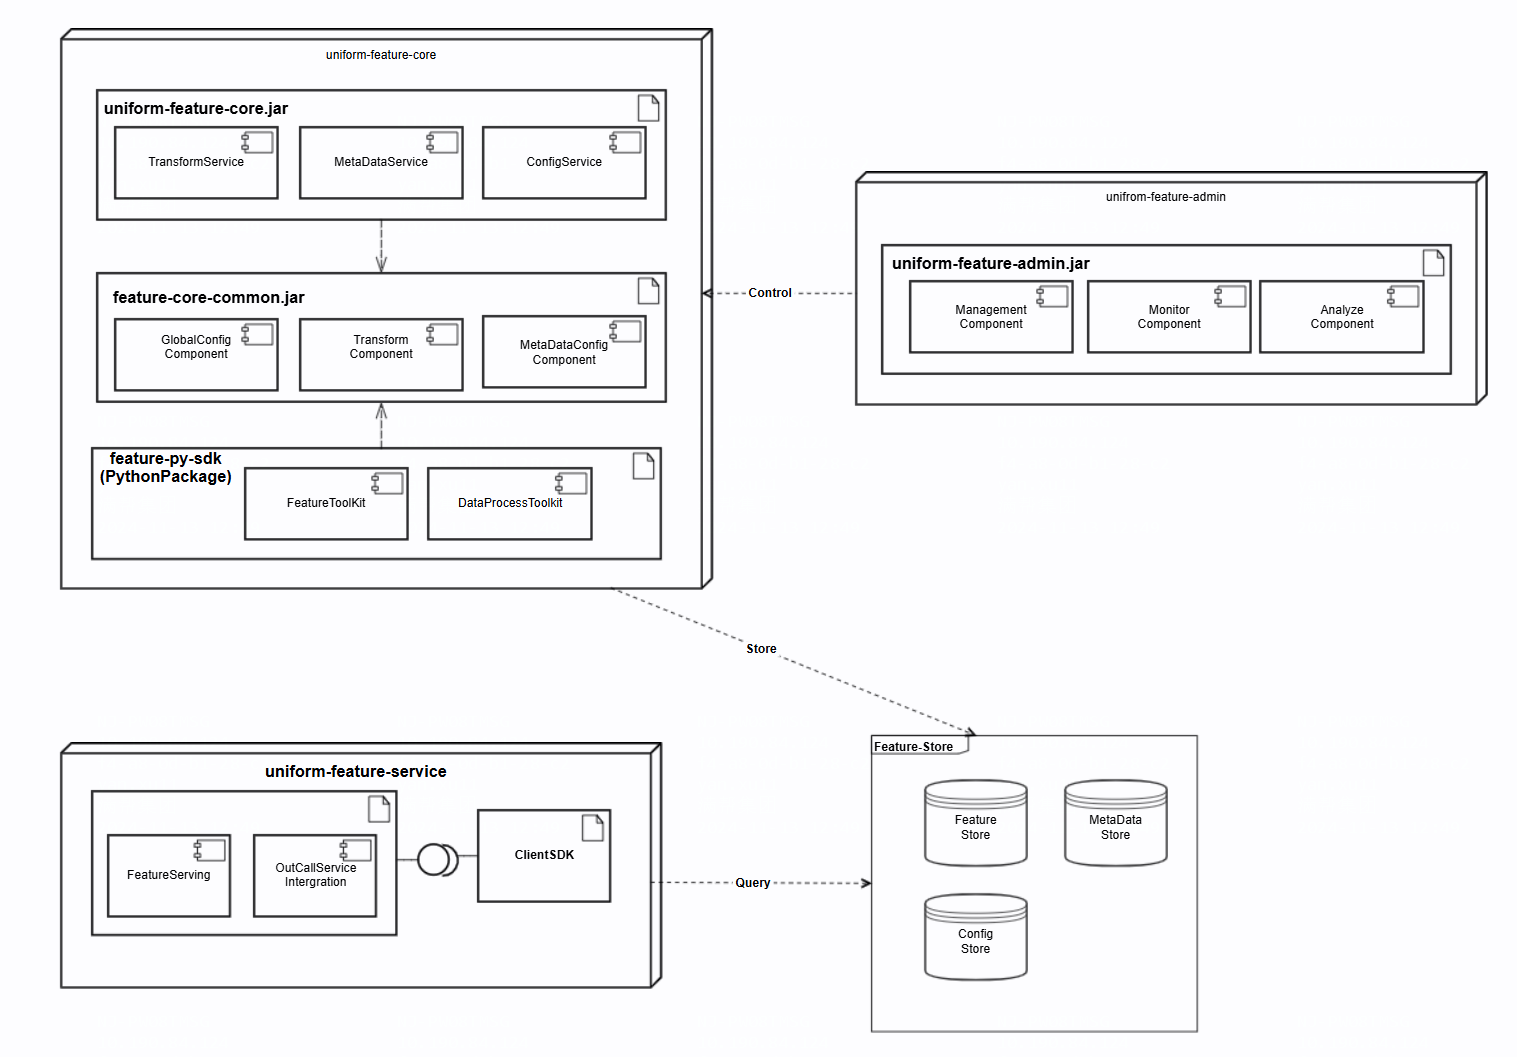 uniform-feature-core
uniform-feature-core.jar
TransformService
MetaDataService
ConfigService
feature-core-common.jar
GlobalConfig
Component
Transform
Component
MetaDataConfig
Component
feature-py-sdk
(PythonPackage)
FeatureToolKit
DataProcessToolkit
unifrom-feature-admin
uniform-feature-admin.jar
Management
Component
Monitor
Component
Analyze
Component
Control
Store
uniform-feature-service
FeatureServing
OutCallService
Intergration
ClientSDK
Query
Feature-Store
Feature
Store
MetaData
Store
Config
Store